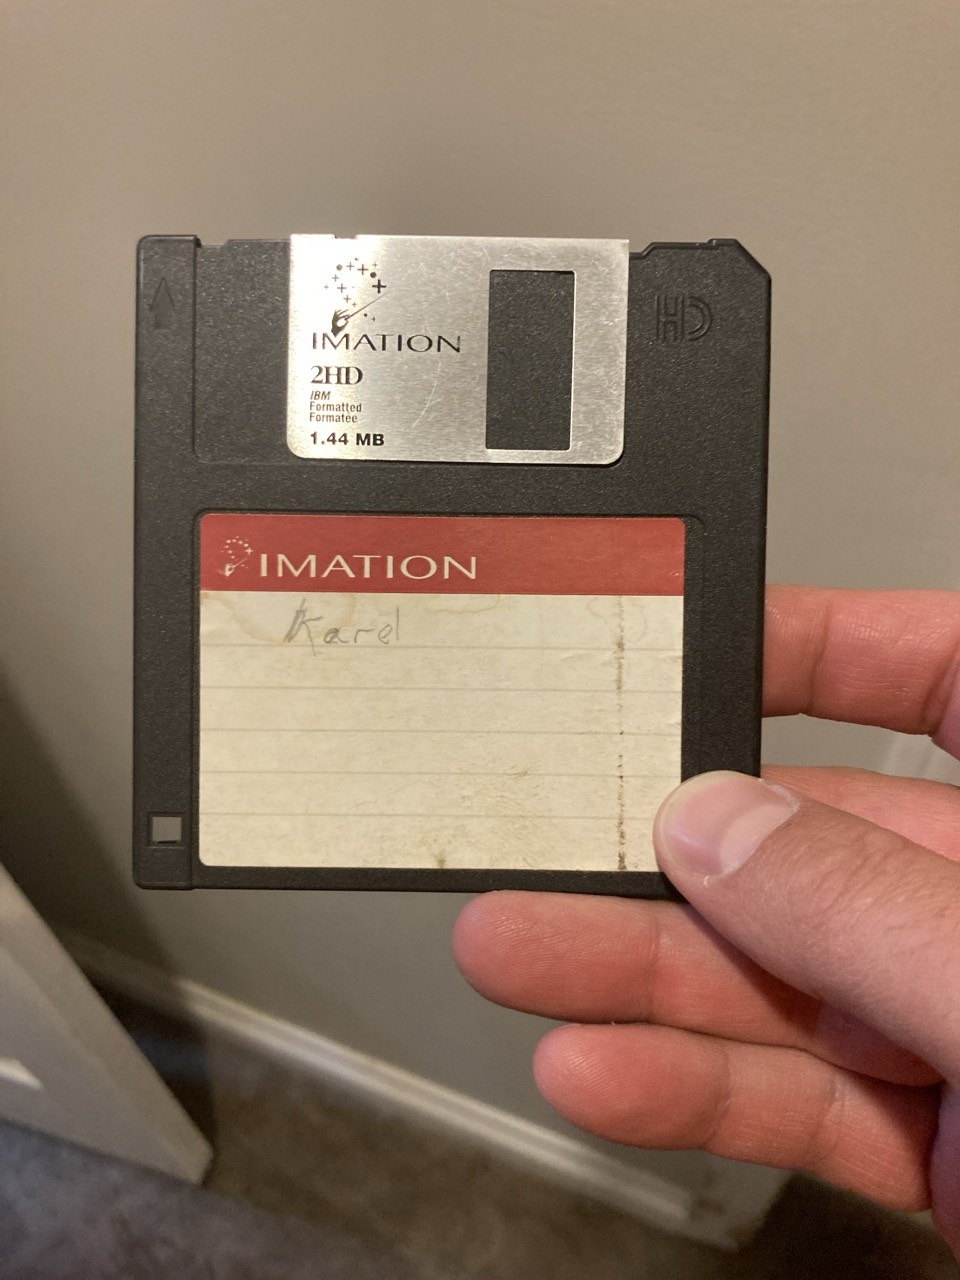 IMATION
HD
2HD
IBM
Formatted
Formatee
1.44 MB
IMATION
Karel